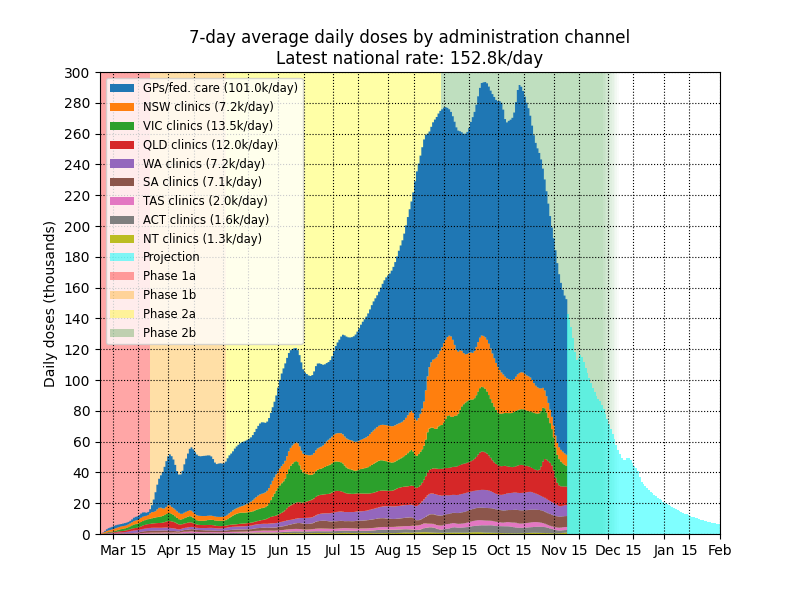 7-day average daily doses by administration channel
Latest national rate: 152.8k/day
Daily doses (thousands)
300
280
260
240
220
200
180
160
140
120
100
80
60
40
20
0
GPs/fed. care (101.0k/day)
NSW clinics (7.2k/day)
VIC clinics (13.5k/day)
QLD clinics (12.0k/day)
WA clinics (7.2k/day)
SA clinics (7.1k/day)
TAS clinics (2.0k/day)
ACT clinics (1.6k/day)
NT clinics (1.3k/day)
Projection
Phase 1a
Phase 1b
Phase 2a
Phase 2b
Mar 15 Apr 15 May 15 Jun 15 Jul 15 Aug 15 Sep 15 Oct 15 Nov 15 Dec 15 Jan 15 Feb